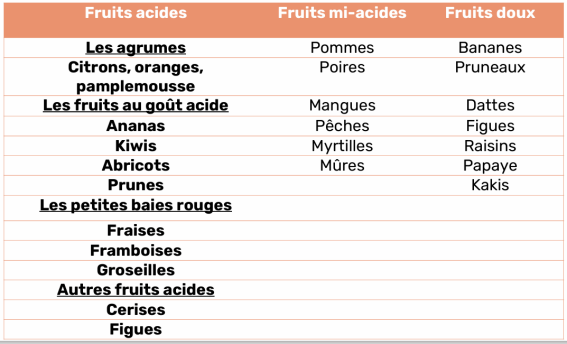 Fruits acides Fruits mi-acides Fruits doux
Les agrumes Pommes Bananes
Citrons, oranges, Poires Pruneaux
pamplemousse
Les fruits au goût acide Mangues Dattes
Ananas Pêches Figues
Kiwis Myrtilles Raisins
Abricots Mûres Papaye
Prunes Kakis
Les petites baies rouges
Fraises
Framboises
Groseilles
Autres fruits acides
Cerises
Figues